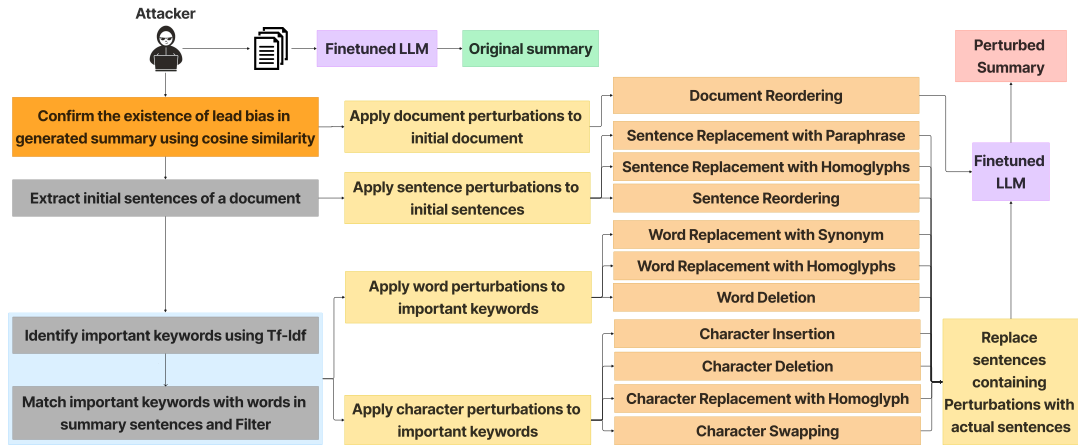 Attacker
Finetuned LLM
Original summary
Perturbed
Summary
Confirm the existence of lead bias in
generated summary using cosine similarity
Apply document perturbations to
initial document
Document Reordering
Sentence Replacement with Paraphrase
Sentence Replacement with Homoglyphs
Sentence Reordering
Finetuned
LLM
Extract initial sentences of a document
Apply sentence perturbations to
initial sentences
Word Replacement with Synonym
Word Replacement with Homoglyphs
Word Deletion
Apply word perturbations to
important keywords
Identify important keywords using Tf-Idf
Match important keywords with words in
summary sentences and Filter
Apply character perturbations to
important keywords
Character Insertion
Character Deletion
Character Replacement with Homoglyph
Character Swapping
Replace
sentences
containing
Perturbations with
actual sentences